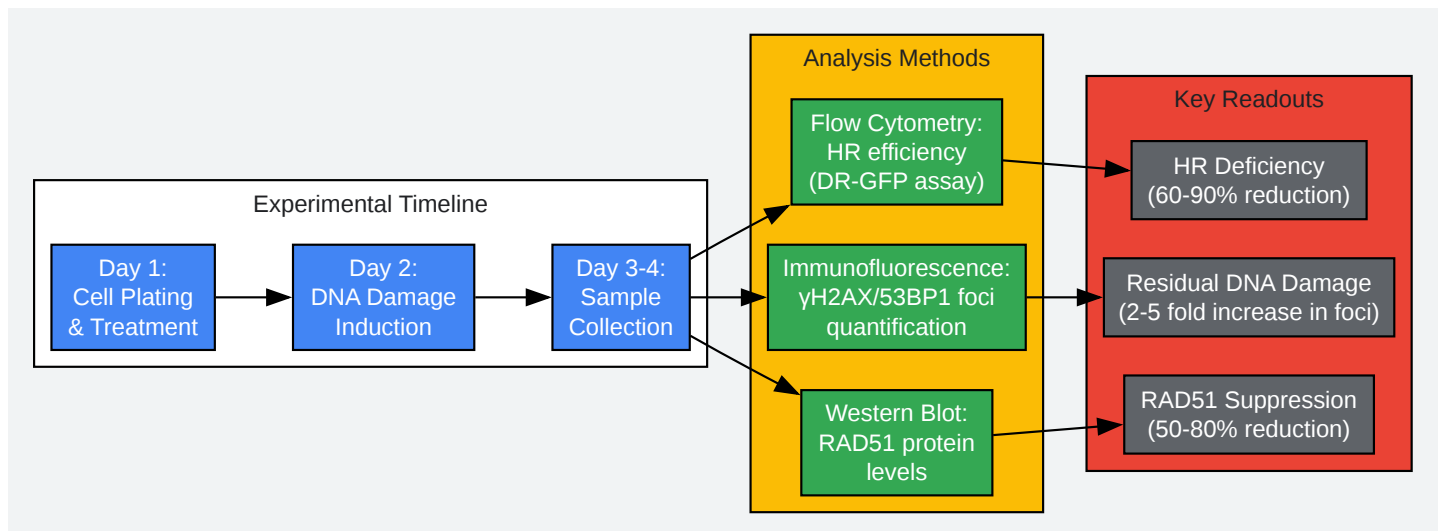 Experimental Timeline
Day 1:
Cell Plating
& Treatment
Day 2:
DNA Damage
Induction
Day 3-4:
Sample
Collection
Analysis Methods
Flow Cytometry:
HR efficiency
(DR-GFP assay)
Immunofluorescence:
γH2AX/53BP1 foci
quantification
Western Blot:
RAD51 protein
levels
Key Readouts
HR Deficiency
(60-90% reduction)
Residual DNA Damage
(2-5 fold increase in foci)
RAD51 Suppression
(50-80% reduction)